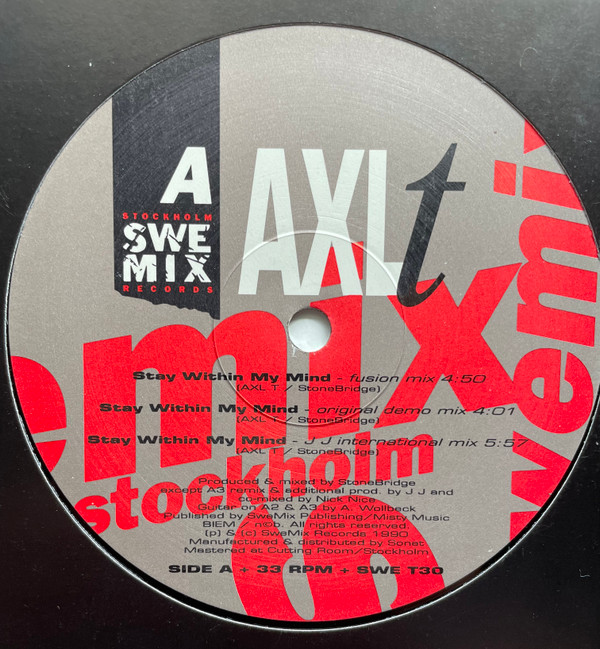 A
STOCKHOLM
SWE
MIX
RECORDS
AXL t
swemix
stockholm
swemix
Stay Within My Mind - fusion mix 4:50
(AXL T / StoneBridge)
Stay Within My Mind - original demo mix 4:01
(AXL T / StoneBridge)
Stay Within My Mind - J J international mix 5:57
(AXL T / StoneBridge)
Produced & mixed by StoneBridge
except A3 remix & additional prod. by J J and
co-mixed by Nick Nice
Guitar on A2 & A3 by A. Wollbeck
Published by SweMix Publishing/Misty Music
BIEM / n©b. All rights reserved.
(p) & (c) SweMix Records 1990
Manufactured & distributed by Sonet
Mastered at Cutting Room/Stockholm
SIDE A + 33 RPM + SWE T30